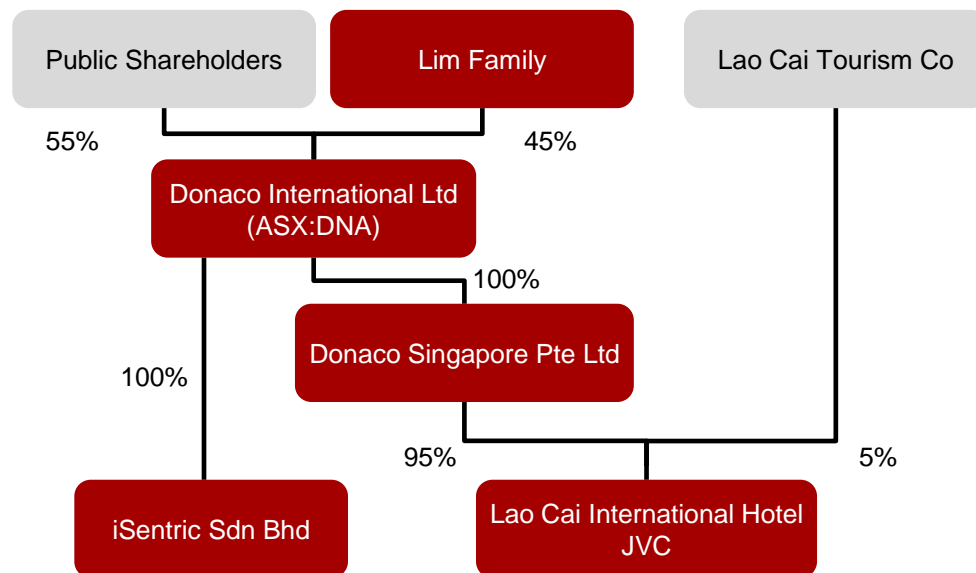 Public Shareholders
Lim Family
Lao Cai Tourism Co
55%
45%
Donaco International Ltd
(ASX:DNA)
100%
Donaco Singapore Pte Ltd
100%
95%
5%
iSentric Sdn Bhd
Lao Cai International Hotel
JVC